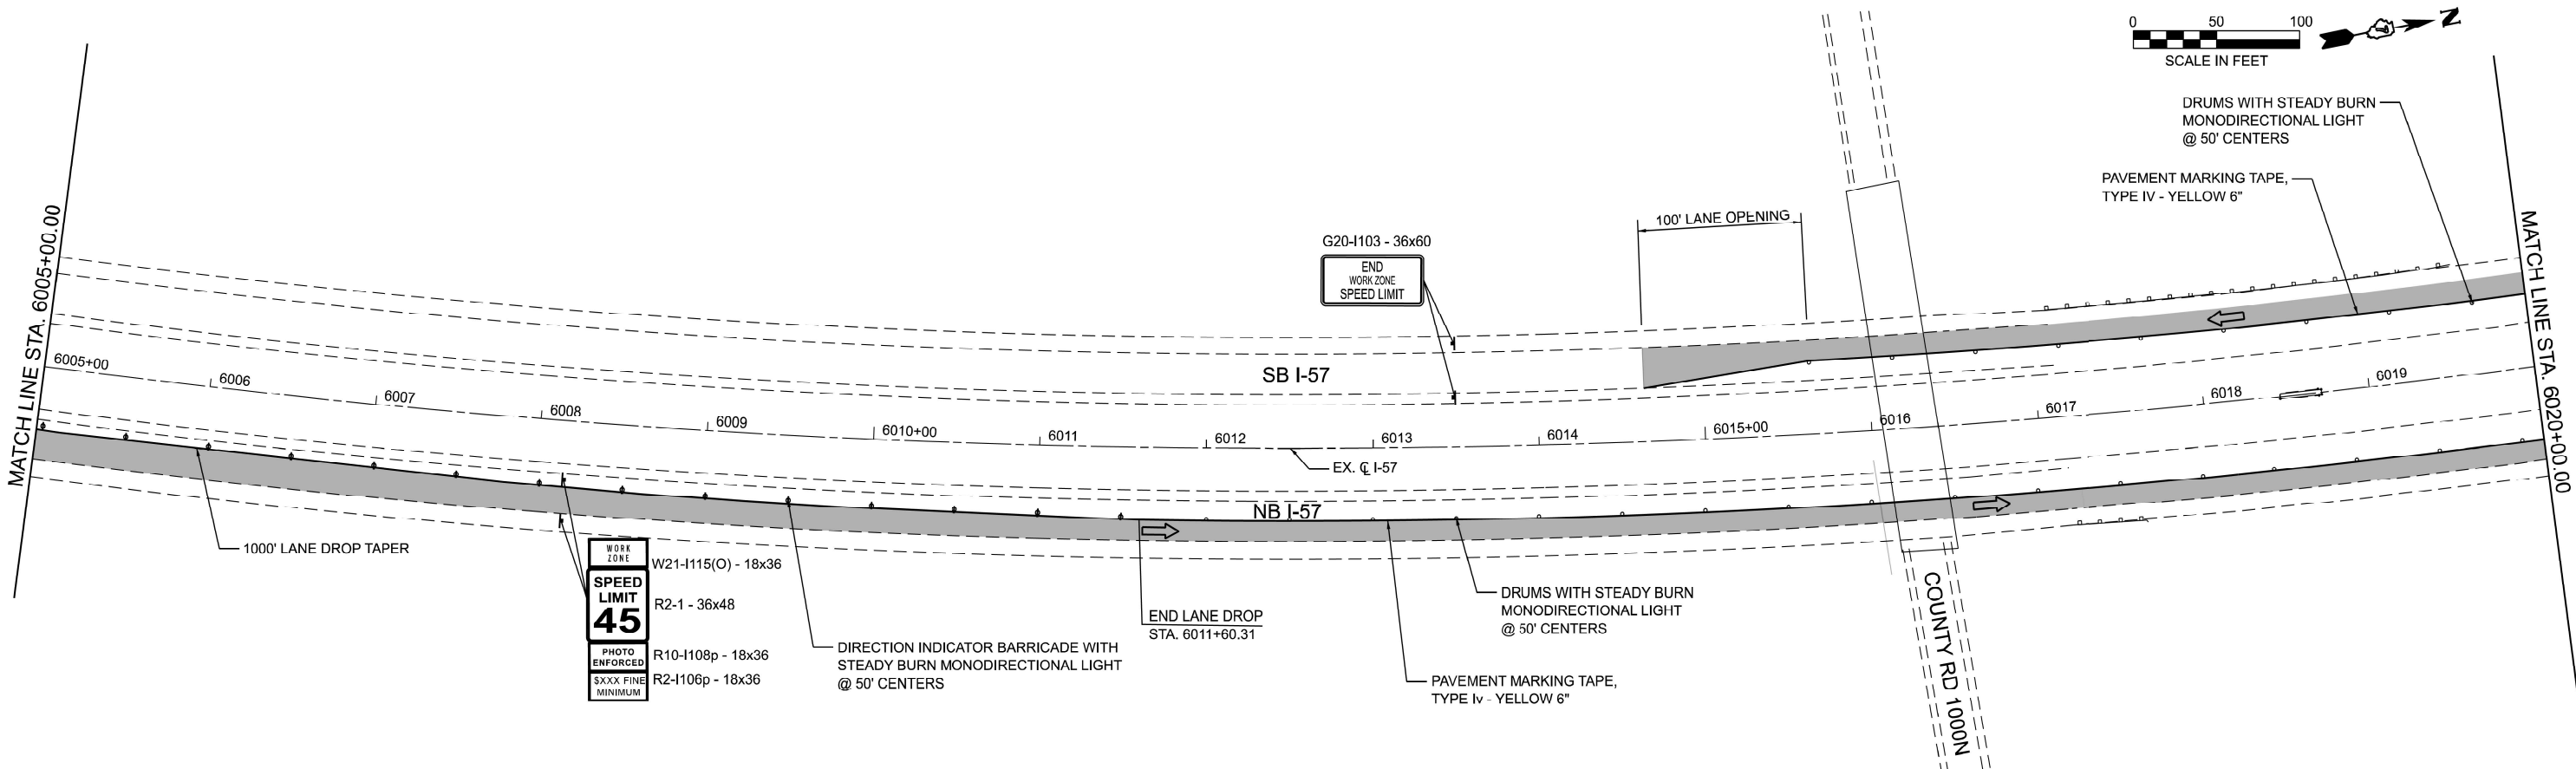 0 50 100
SCALE IN FEET
N
DRUMS WITH STEADY BURN
MONODIRECTIONAL LIGHT
@ 50' CENTERS
PAVEMENT MARKING TAPE,
TYPE IV - YELLOW 6"
100' LANE OPENING
G20-I103 - 36x60
END
WORK ZONE
SPEED LIMIT
MATCH LINE STA. 6005+00.00
MATCH LINE STA. 6020+00.00
SB I-57
6005+00
6006
6007
6008
6009
6010+00
6011
6012
6013
6014
6015+00
6016
6017
6018
6019
EX. ℄ I-57
NB I-57
1000' LANE DROP TAPER
WORK
ZONE
W21-I115(O) - 18x36
SPEED
LIMIT
45
R2-1 - 36x48
PHOTO
ENFORCED
R10-I108p - 18x36
$XXX FINE
MINIMUM
R2-I106p - 18x36
DIRECTION INDICATOR BARRICADE WITH
STEADY BURN MONODIRECTIONAL LIGHT
@ 50' CENTERS
END LANE DROP
STA. 6011+60.31
DRUMS WITH STEADY BURN
MONODIRECTIONAL LIGHT
@ 50' CENTERS
PAVEMENT MARKING TAPE,
TYPE Iv - YELLOW 6"
COUNTY RD 1000N